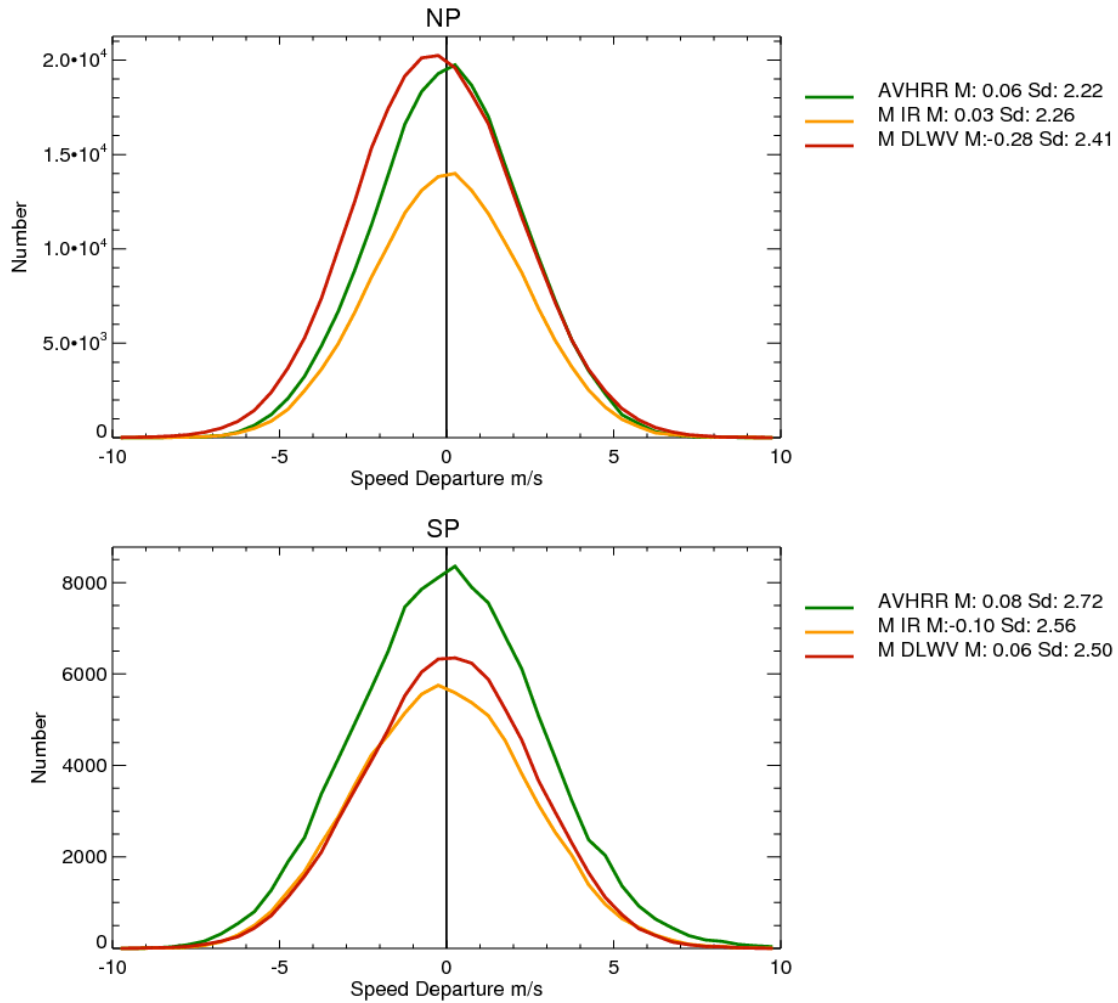 NP
2.0•10⁴
1.5•10⁴
1.0•10⁴
5.0•10³
0
Number
-10 -5 0 5 10
Speed Departure m/s
AVHRR M: 0.06 Sd: 2.22
M IR M: 0.03 Sd: 2.26
M DLWV M:-0.28 Sd: 2.41
SP
8000
6000
4000
2000
0
Number
-10 -5 0 5 10
Speed Departure m/s
AVHRR M: 0.08 Sd: 2.72
M IR M:-0.10 Sd: 2.56
M DLWV M: 0.06 Sd: 2.50